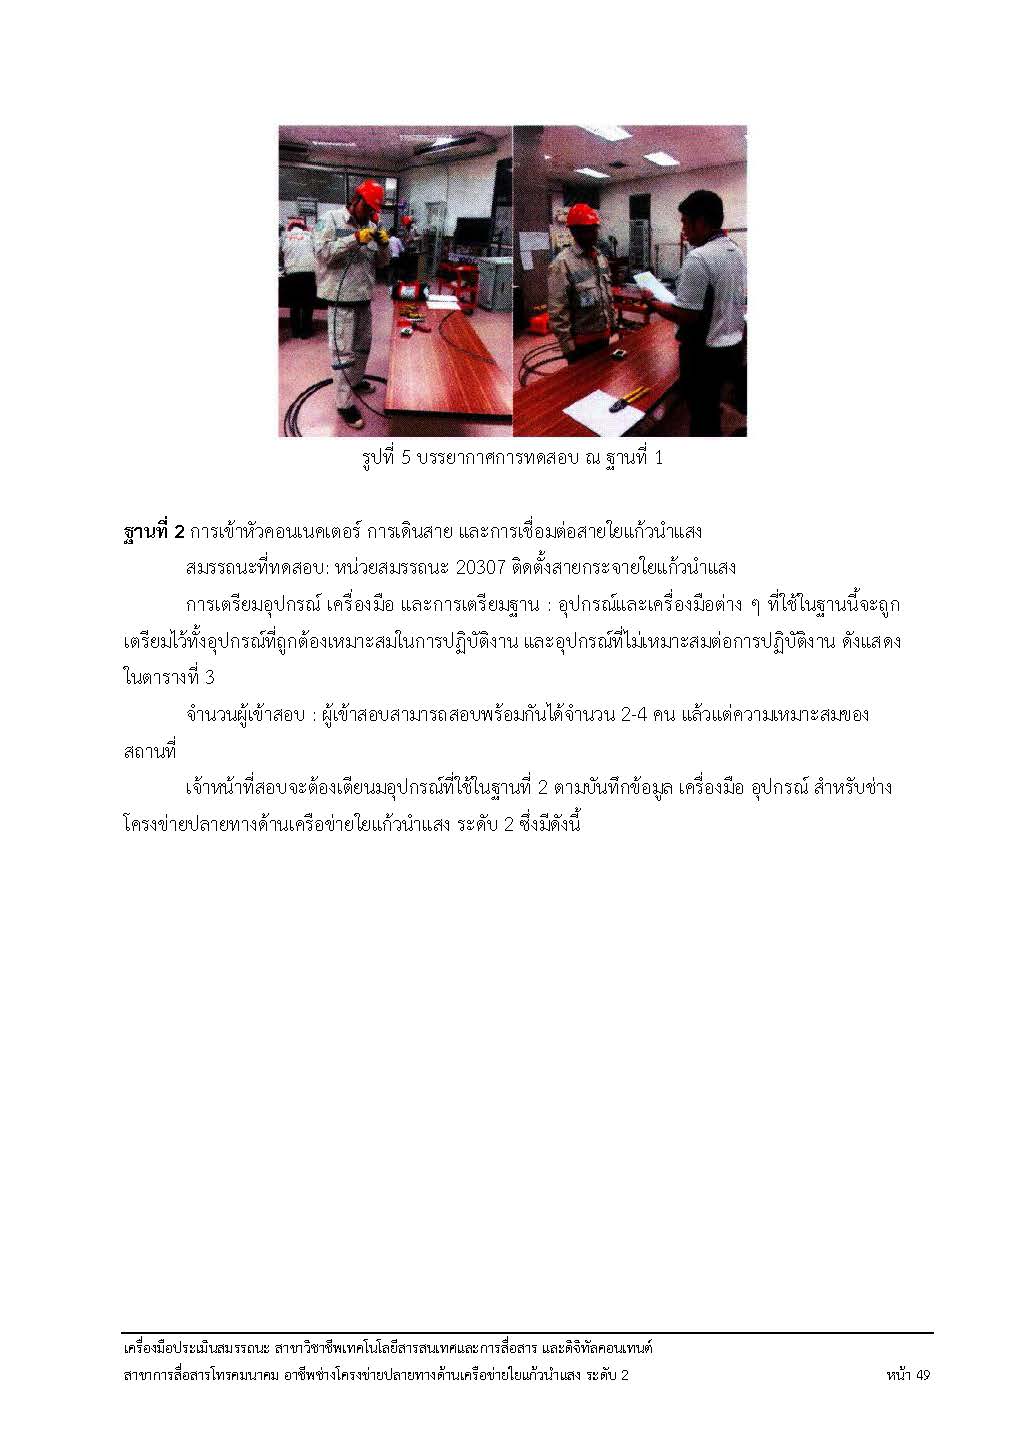 รูปที่ 5 บรรยากาศการทดสอบ ณ ฐานที่ 1
ฐานที่ 2 การเข้าหัวคอนเนคเตอร์ การเดินสาย และการเชื่อมต่อสายใยแก้วนำแสง
สมรรถนะที่ทดสอบ: หน่วยสมรรถนะ 20307 ติดตั้งสายกระจายใยแก้วนำแสง
การเตรียมอุปกรณ์ เครื่องมือ และการเตรียมฐาน : อุปกรณ์และเครื่องมือต่าง ๆ ที่ใช้ในฐานนี้จะถูก
เตรียมไว้ทั้งอุปกรณ์ที่ถูกต้องเหมาะสมในการปฏิบัติงาน และอุปกรณ์ที่ไม่เหมาะสมต่อการปฏิบัติงาน ดังแสดง
ในตารางที่ 3
จำนวนผู้เข้าสอบ : ผู้เข้าสอบสามารถสอบพร้อมกันได้จำนวน 2-4 คน แล้วแต่ความเหมาะสมของ
สถานที่
เจ้าหน้าที่สอบจะต้องเตียนมอุปกรณ์ที่ใช้ในฐานที่ 2 ตามบันทึกข้อมูล เครื่องมือ อุปกรณ์ สำหรับช่าง
โครงข่ายปลายทางด้านเครือข่ายใยแก้วนำแสง ระดับ 2 ซึ่งมีดังนี้
เครื่องมือประเมินสมรรถนะ สาขาวิชาชีพเทคโนโลยีสารสนเทศและการสื่อสาร และดิจิทัลคอนเทนต์
สาขาการสื่อสารโทรคมนาคม อาชีพช่างโครงข่ายปลายทางด้านเครือข่ายใยแก้วนำแสง ระดับ 2 หน้า 49